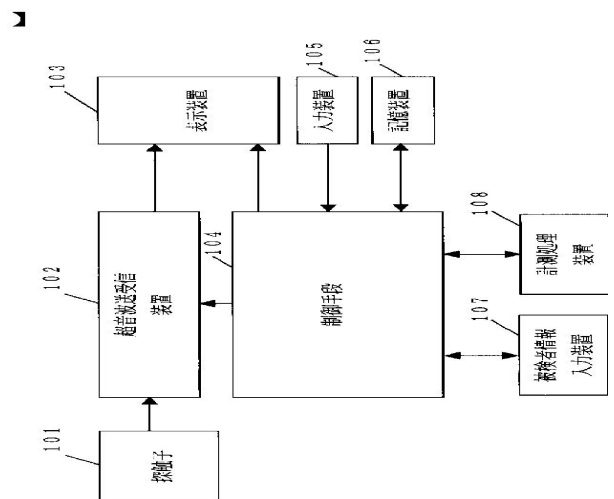 101
探触子
102
超音波送受信
装置
103
表示装置
104
制御手段
105
入力装置
106
記憶装置
107
被検者情報
入力装置
108
計測処理
装置